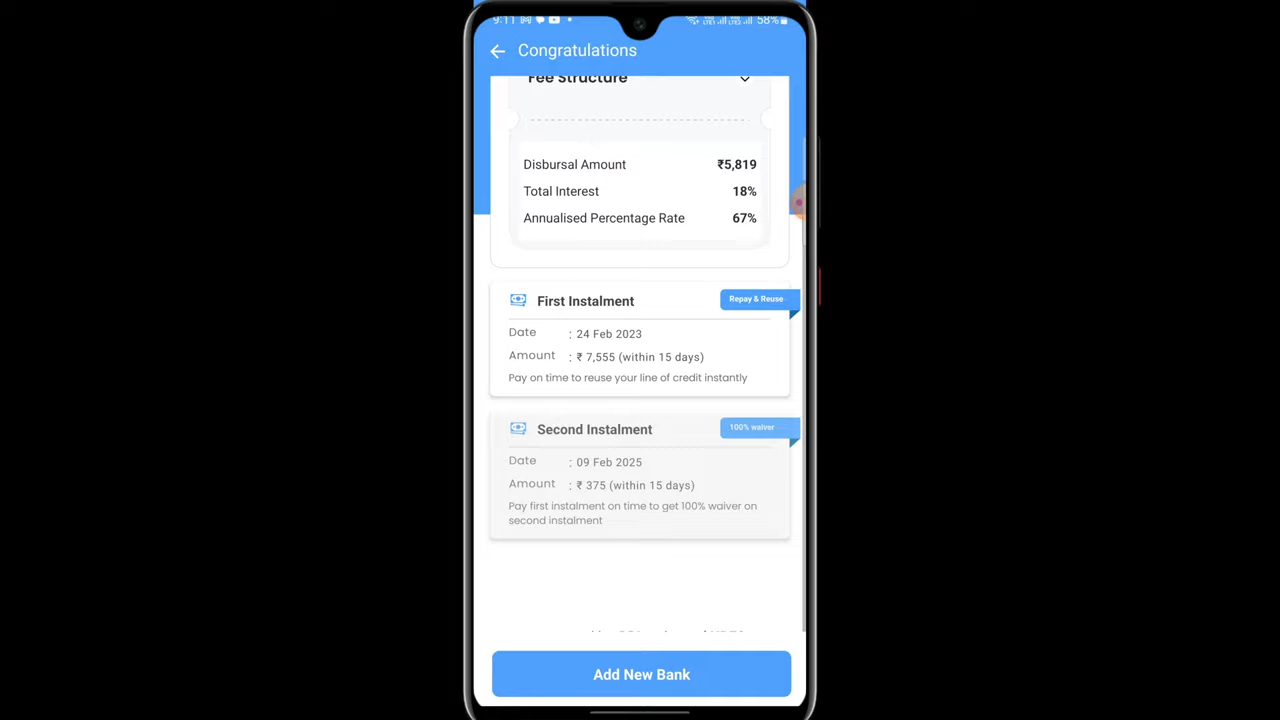 9:11 58%
Congratulations
Fee Structure
Disbursal Amount ₹5,819
Total Interest 18%
Annualised Percentage Rate 67%
First Instalment Repay & Reuse
Date : 24 Feb 2023
Amount : ₹ 7,555 (within 15 days)
Pay on time to reuse your line of credit instantly
Second Instalment 100% waiver
Date : 09 Feb 2025
Amount : ₹ 375 (within 15 days)
Pay first instalment on time to get 100% waiver on
second instalment
Add New Bank